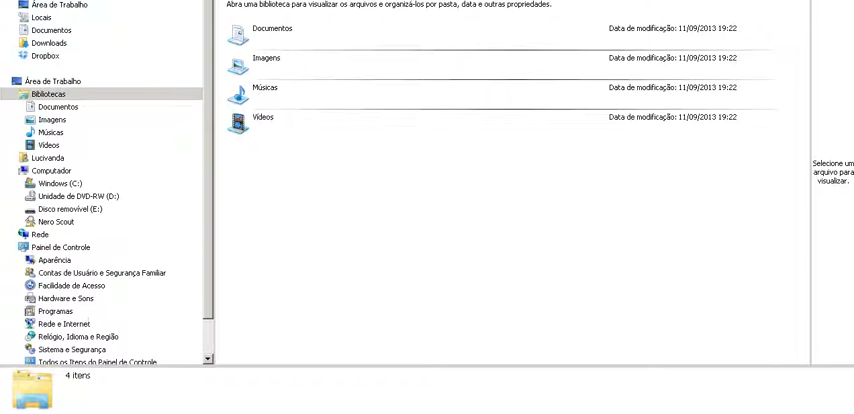 Área de Trabalho
Locais
Documentos
Downloads
Dropbox
Área de Trabalho
Bibliotecas
Documentos
Imagens
Músicas
Vídeos
Lucivanda
Computador
Windows (C:)
Unidade de DVD-RW (D:)
Disco removível (E:)
Nero Scout
Rede
Painel de Controle
Aparência
Contas de Usuário e Segurança Familiar
Facilidade de Acesso
Hardware e Sons
Programas
Rede e Internet
Relógio, Idioma e Região
Sistema e Segurança
Todos os Itens do Painel de Controle
Abra uma biblioteca para visualizar os arquivos e organizá-los por pasta, data e outras propriedades.
Documentos Data de modificação: 11/09/2013 19:22
Imagens Data de modificação: 11/09/2013 19:22
Músicas Data de modificação: 11/09/2013 19:22
Vídeos Data de modificação: 11/09/2013 19:22
Selecione um
arquivo para
visualizar.
4 itens